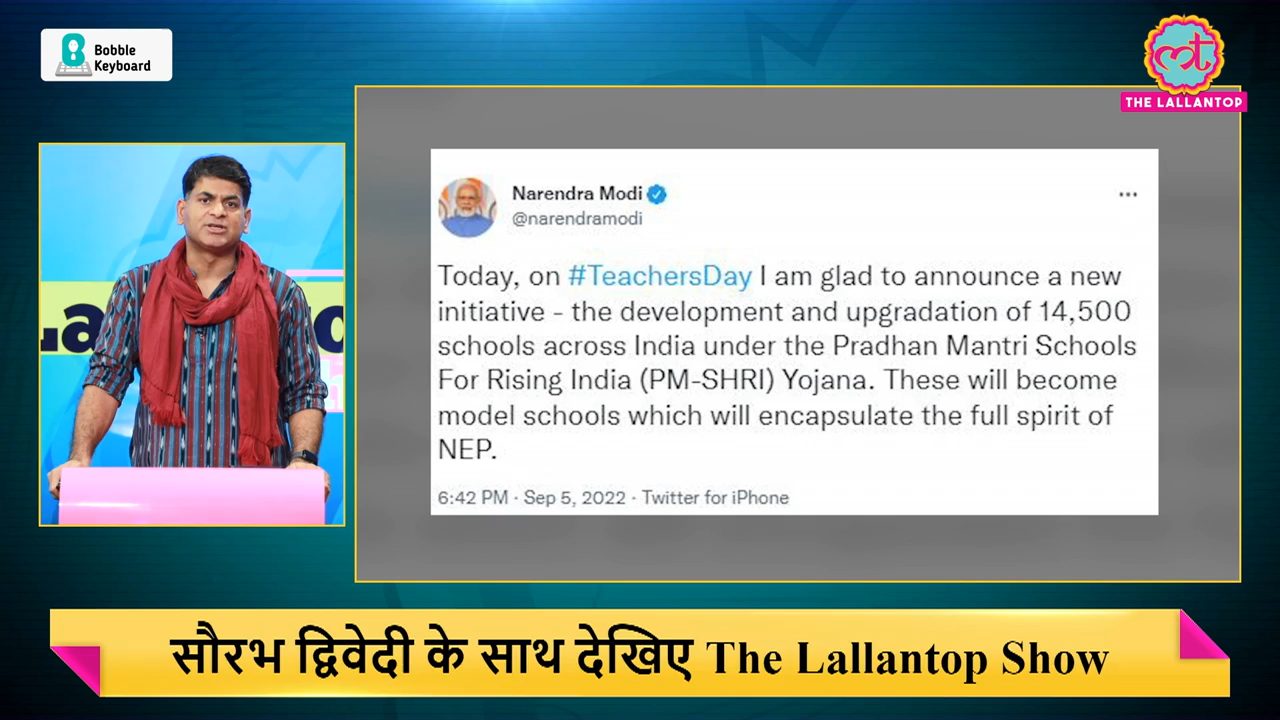 Bobble
Keyboard
THE LALLANTOP
Narendra Modi
@narendramodi
Today, on #TeachersDay I am glad to announce a new
initiative - the development and upgradation of 14,500
schools across India under the Pradhan Mantri Schools
For Rising India (PM-SHRI) Yojana. These will become
model schools which will encapsulate the full spirit of
NEP.
6:42 PM · Sep 5, 2022 · Twitter for iPhone
सौरभ द्विवेदी के साथ देखिए The Lallantop Show